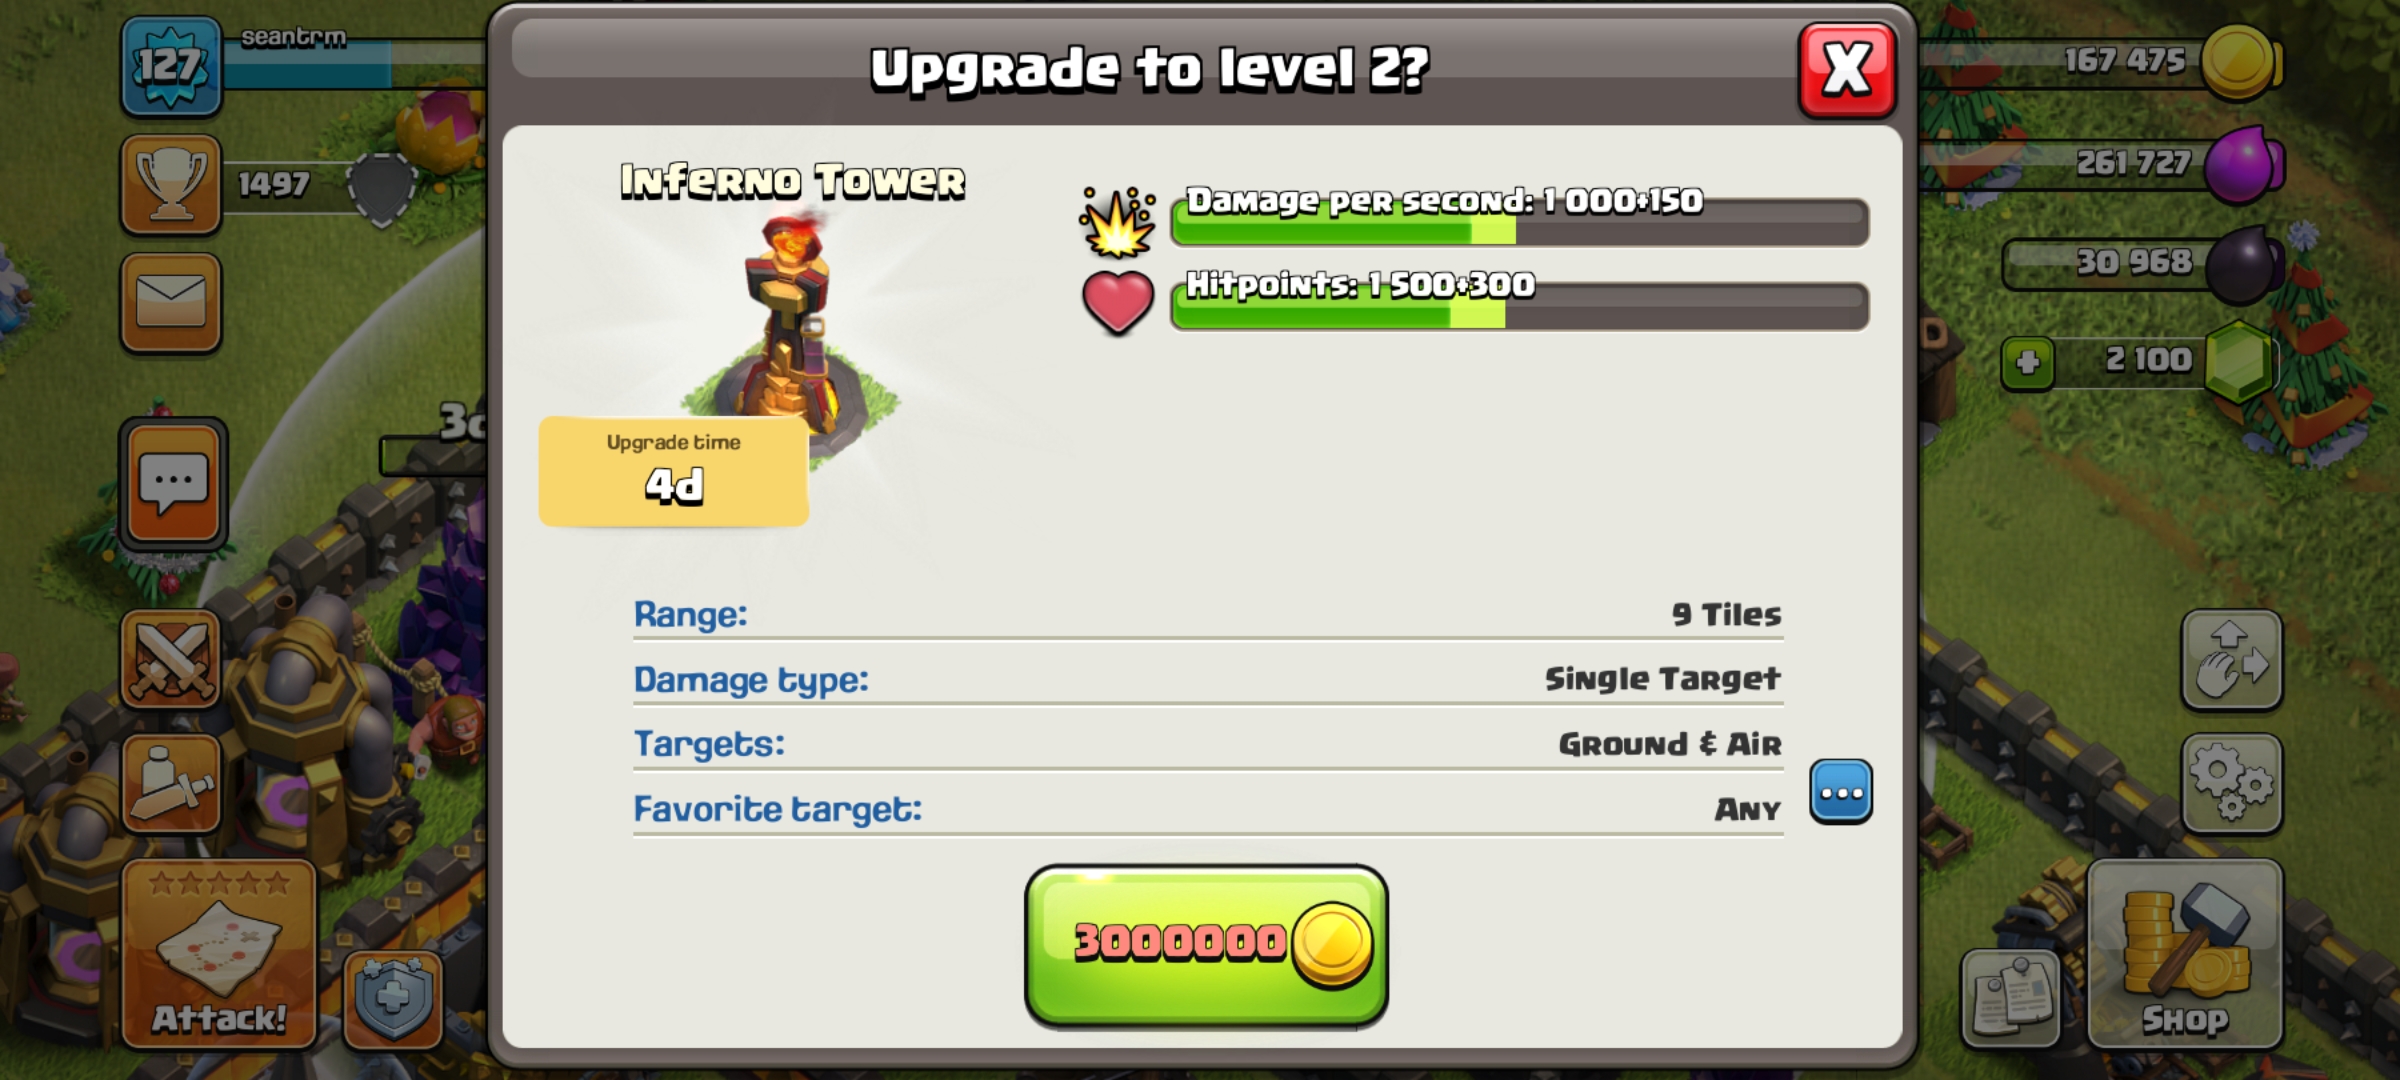 127
seantrm
1497
Upgrade to level 2?
X
167 475
261 727
30 968
2 100
Inferno Tower
Damage per second: 1 000+150
Hitpoints: 1 500+300
Upgrade time
4d
Range: 9 Tiles
Damage type: Single Target
Targets: Ground & Air
Favorite target: Any
3000000
Attack!
Shop